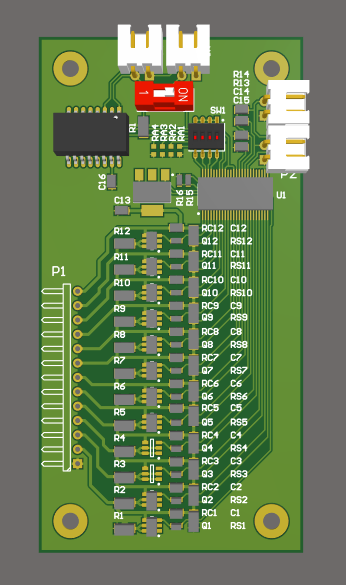 1 ON
R14
R13
C14
C15
SW1
R1
RA4
RA3
RA2
RA1
P2
C16
R16
R15
U1
C13
R12 RC12 C12
Q12 RS12
R11 RC11 C11
Q11 RS11
R10 RC10 C10
Q10 RS10
R9 RC9 C9
Q9 RS9
R8 RC8 C8
Q8 RS8
R7 RC7 C7
Q7 RS7
R6 RC6 C6
Q6 RS6
R5 RC5 C5
Q5 RS5
R4 RC4 C4
Q4 RS4
R3 RC3 C3
Q3 RS3
R2 RC2 C2
Q2 RS2
R1 RC1 C1
Q1 RS1
P1